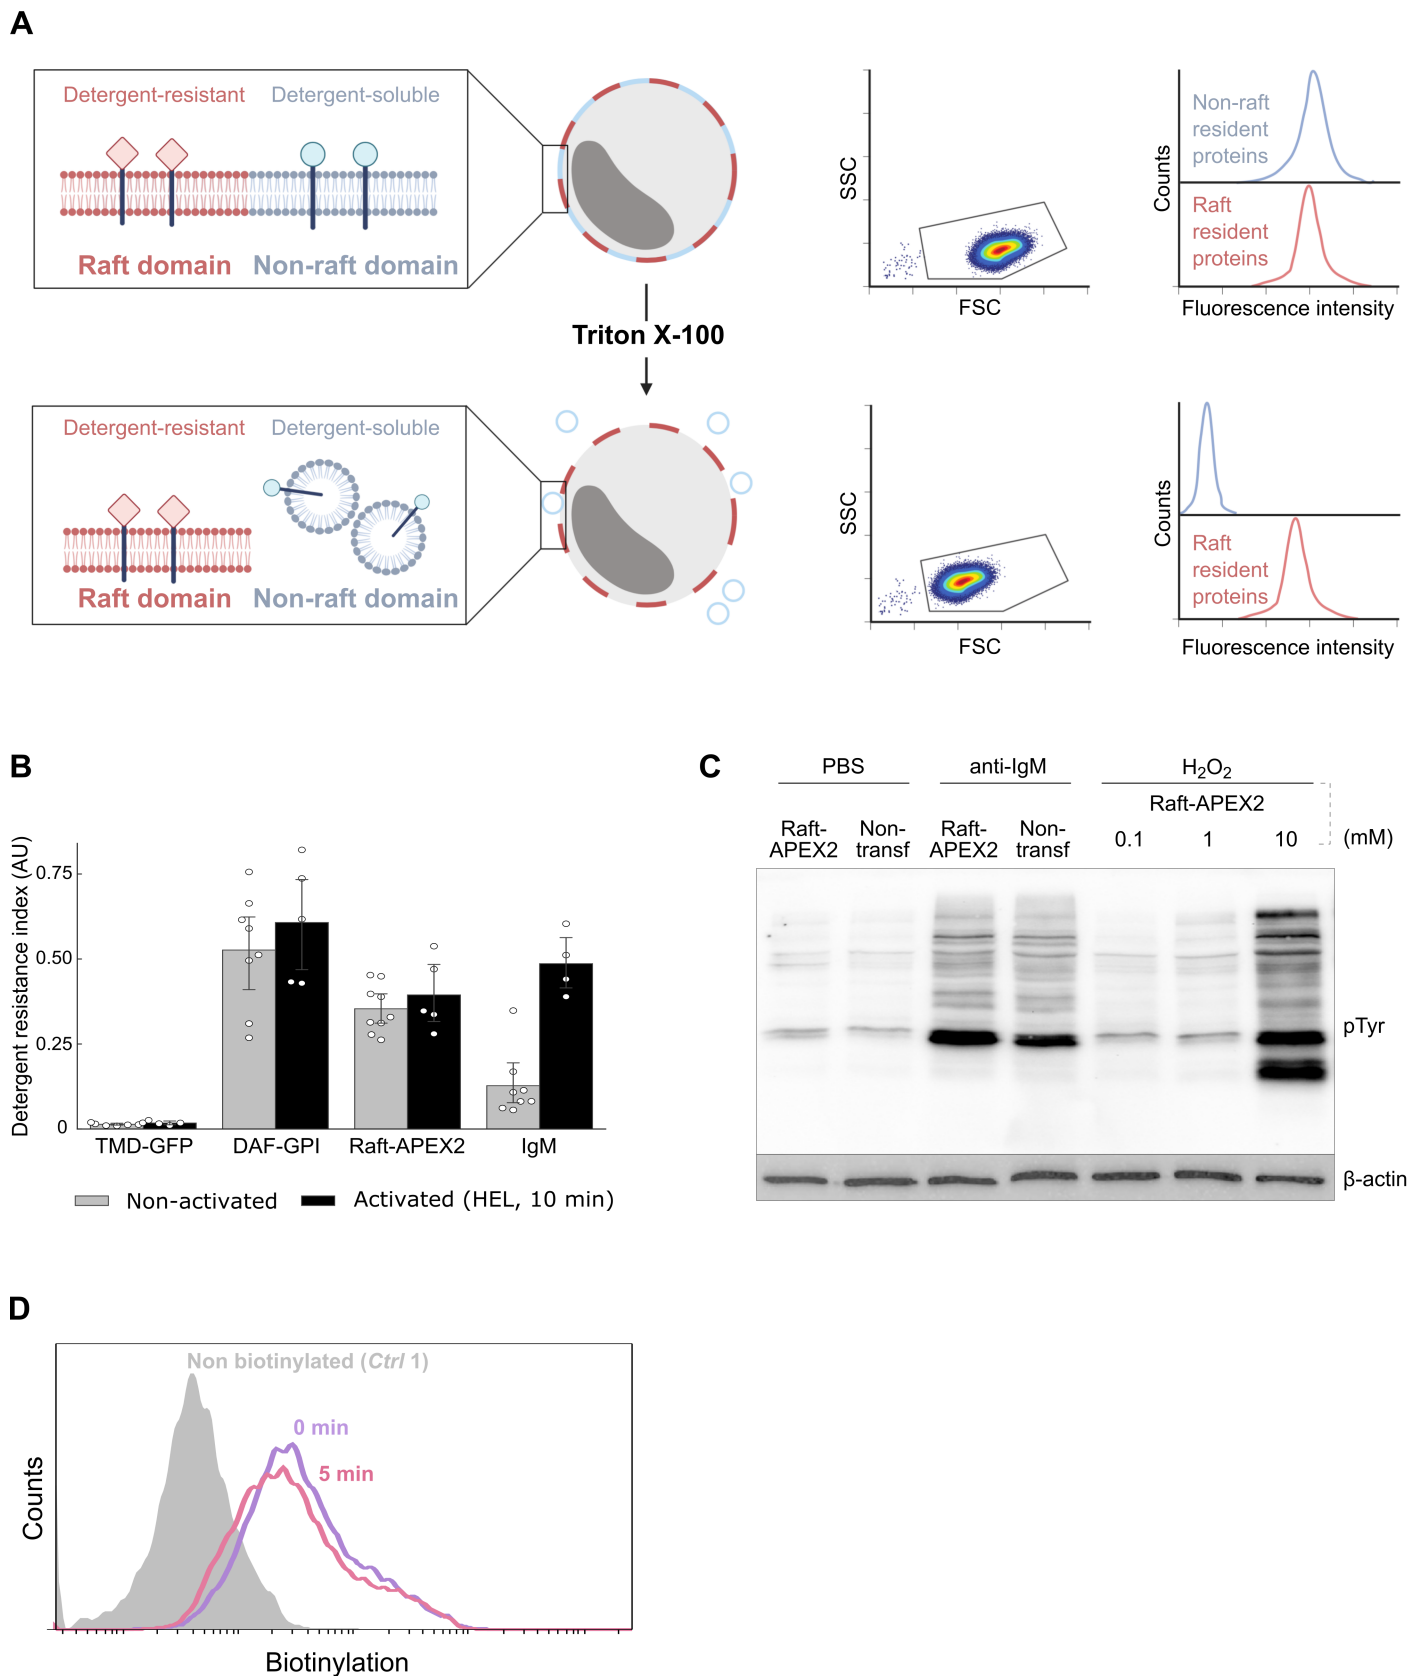 A
Detergent-resistant Detergent-soluble
Raft domain Non-raft domain
SSC
FSC
Counts
Non-raft
resident
proteins
Raft
resident
proteins
Fluorescence intensity
Triton X-100
Detergent-resistant Detergent-soluble
Raft domain Non-raft domain
SSC
FSC
Counts
Raft
resident
proteins
Fluorescence intensity
B
Detergent resistance index (AU)
0.75
0.50
0.25
0
TMD-GFP DAF-GPI Raft-APEX2 IgM
Non-activated Activated (HEL, 10 min)
C
PBS anti-IgM H₂O₂
Raft-APEX2
Raft-
APEX2
Non-
transf
Raft-
APEX2
Non-
transf
0.1 1 10 (mM)
pTyr
β-actin
D
Non biotinylated (Ctrl 1)
0 min
5 min
Counts
Biotinylation